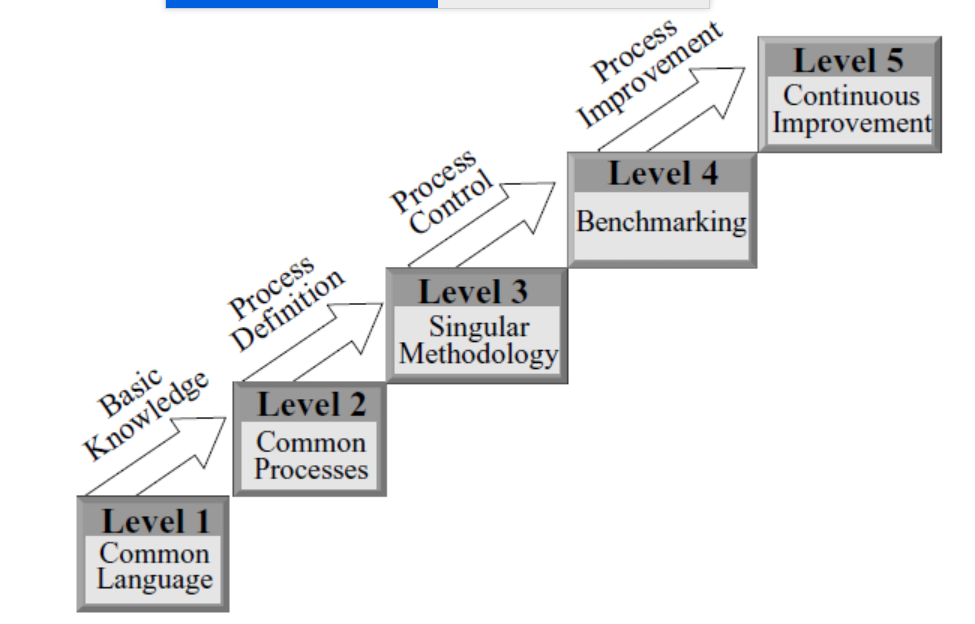 Process
Improvement
Level 5
Continuous
Improvement
Process
Control
Level 4
Benchmarking
Process
Definition
Level 3
Singular
Methodology
Basic
Knowledge
Level 2
Common
Processes
Level 1
Common
Language